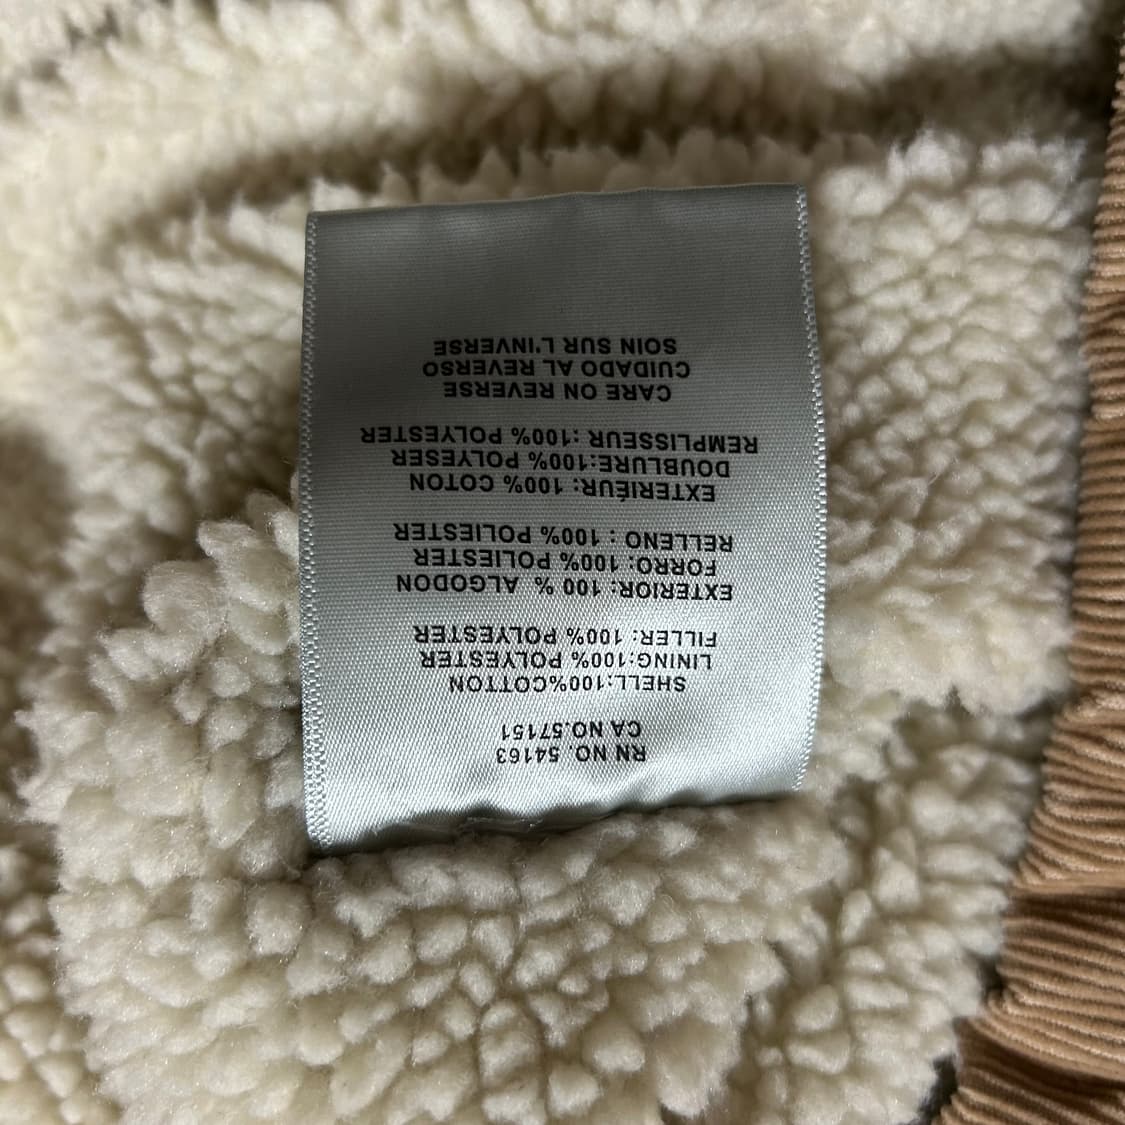 RN NO. 54163
CA NO.57151
SHELL:100%COTTON
LINING:100% POLYESTER
FILLER: 100% POLYESTER
EXTERIOR: 100 % ALGODON
FORRO: 100% POLIESTER
RELLENO : 100% POLIESTER
EXTERIEÚR: 100% COTON
DOUBLURE:100% POLYESER
REMPLISSEUR :100% POLYESTER
CARE ON REVERSE
CUIDADO AL REVERSO
SOIN SUR L'INVERSE